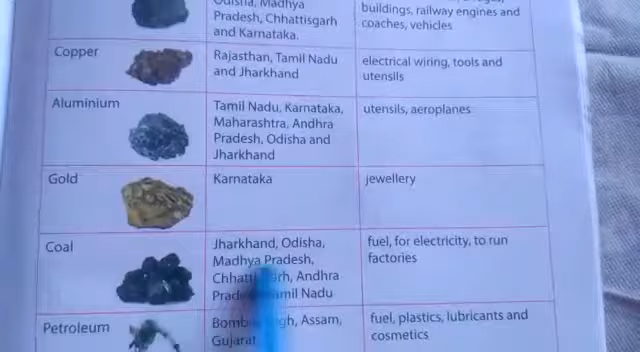 Odisha, Madhya
Pradesh, Chhattisgarh
and Karnataka.
buildings, railway engines and
coaches, vehicles
Copper
Rajasthan, Tamil Nadu
and Jharkhand
electrical wiring, tools and
utensils
Aluminium
Tamil Nadu, Karnataka,
Maharashtra, Andhra
Pradesh, Odisha and
Jharkhand
utensils, aeroplanes
Gold
Karnataka
jewellery
Coal
Jharkhand, Odisha,
Madhya Pradesh,
Andhra
Tamil Nadu
fuel, for electricity, to run
factories
Petroleum
Assam,
Gujarat
fuel, plastics, lubricants and
cosmetics